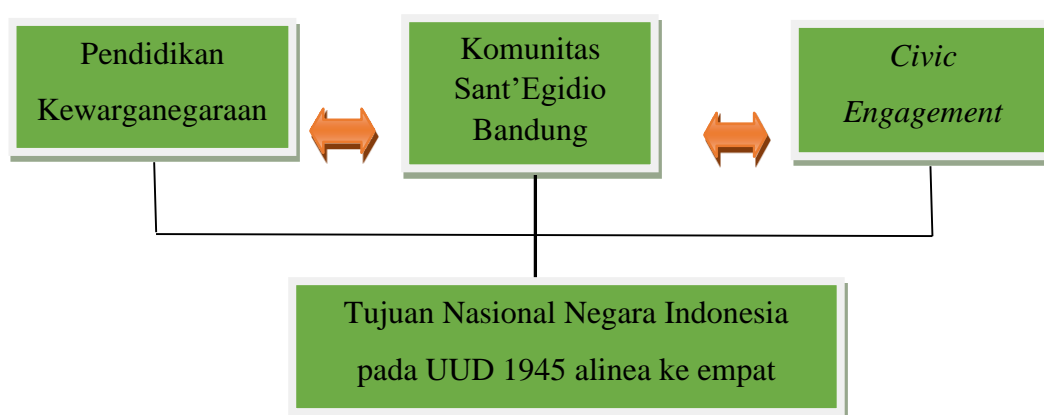 Pendidikan
Kewarganegaraan
Komunitas
Sant’Egidio
Bandung
Civic
Engagement
Tujuan Nasional Negara Indonesia
pada UUD 1945 alinea ke empat